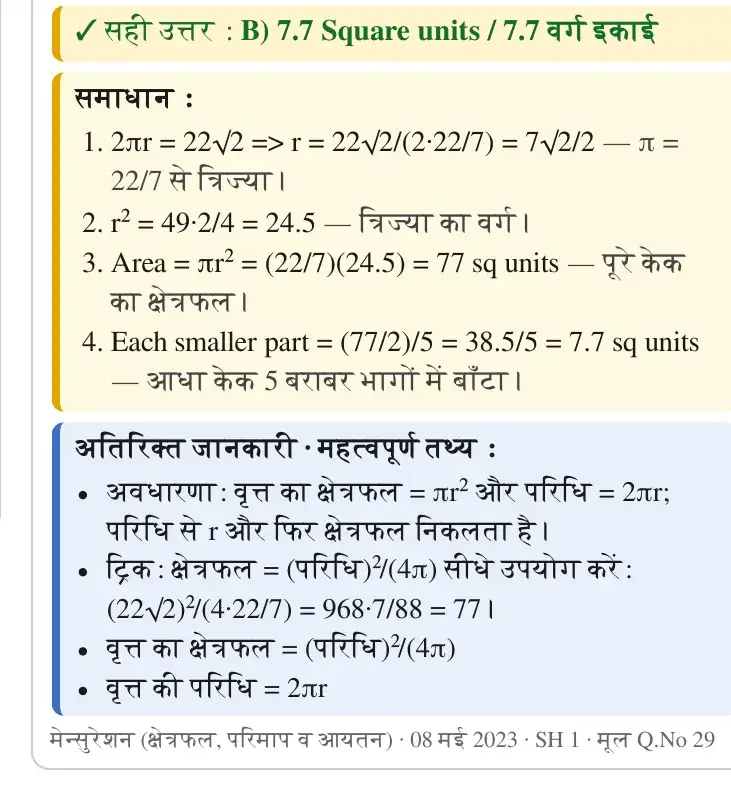 ✓ सही उत्तर : B) 7.7 Square units / 7.7 वर्ग इकाई
समाधान :
1. 2πr = 22√2 => r = 22√2/(2·22/7) = 7√2/2 — π =
22/7 से त्रिज्या।
2. r² = 49·2/4 = 24.5 — त्रिज्या का वर्ग।
3. Area = πr² = (22/7)(24.5) = 77 sq units — पूरे केक
का क्षेत्रफल।
4. Each smaller part = (77/2)/5 = 38.5/5 = 7.7 sq units
— आधा केक 5 बराबर भागों में बाँटा।
अतिरिक्त जानकारी · महत्वपूर्ण तथ्य :
• अवधारणा : वृत्त का क्षेत्रफल = πr² और परिधि = 2πr;
परिधि से r और फिर क्षेत्रफल निकलता है।
• ट्रिक : क्षेत्रफल = (परिधि)²/(4π) सीधे उपयोग करें :
(22√2)²/(4·22/7) = 968·7/88 = 77।
• वृत्त का क्षेत्रफल = (परिधि)²/(4π)
• वृत्त की परिधि = 2πr
मेन्सुरेशन (क्षेत्रफल, परिमाप व आयतन) · 08 मई 2023 · SH 1 · मूल Q.No 29